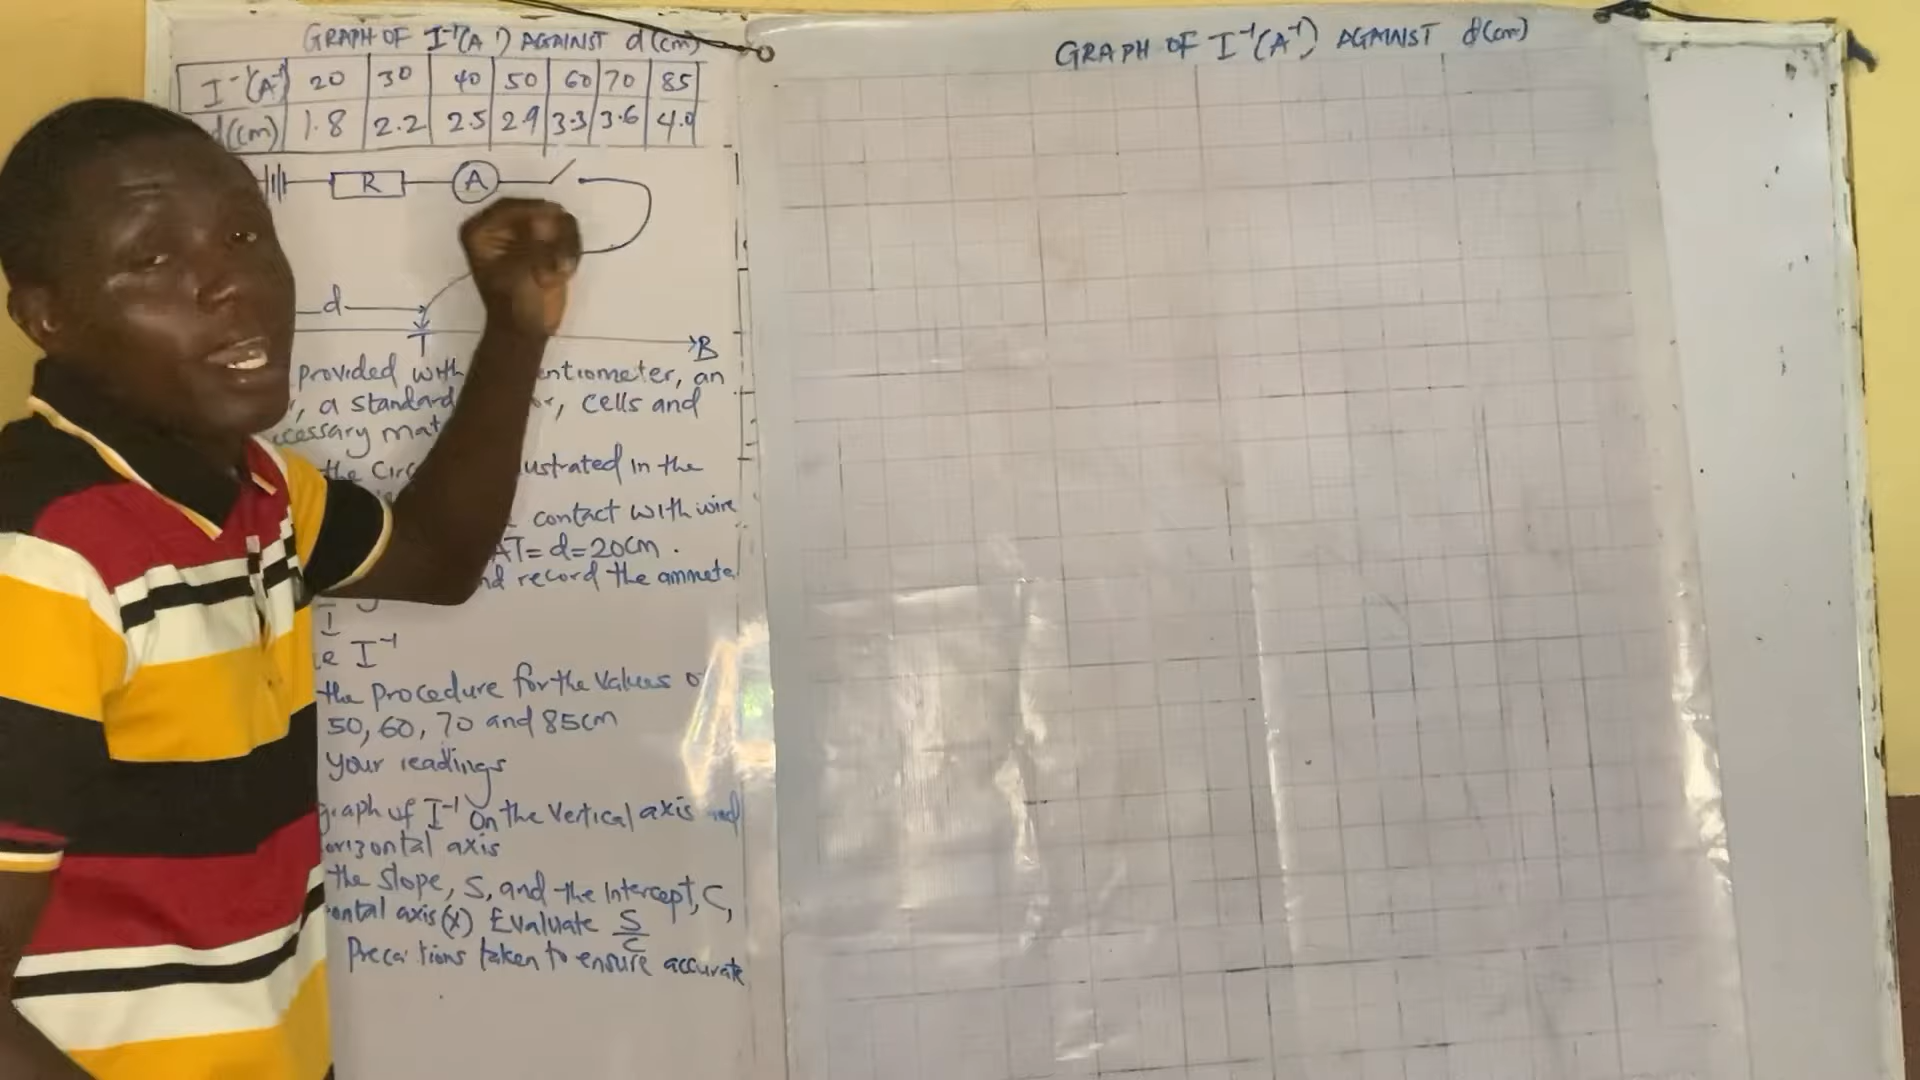 GRAPH OF I⁻¹(A⁻¹) AGAINST d(cm)
I⁻¹(A⁻¹) 20 30 40 50 60 70 85
d(cm) 1.8 2.2 2.5 2.9 3.3 3.6 4.0
R A
d
T B
provided with entiometer, an
, a standard or, cells and
cessary mat
the Circ ustrated in the
contact with wire
AT=d=20cm.
nd record the ammete
I
e I⁻¹
the procedure for the values o
50, 60, 70 and 85cm
your readings
graph of I⁻¹ on the vertical axis and
orizontal axis
the slope, S, and the Intercept, C,
ontal axis(x) Evaluate S/C
Precautions taken to ensure accurate
GRAPH OF I⁻¹(A⁻¹) AGAINST d(cm)